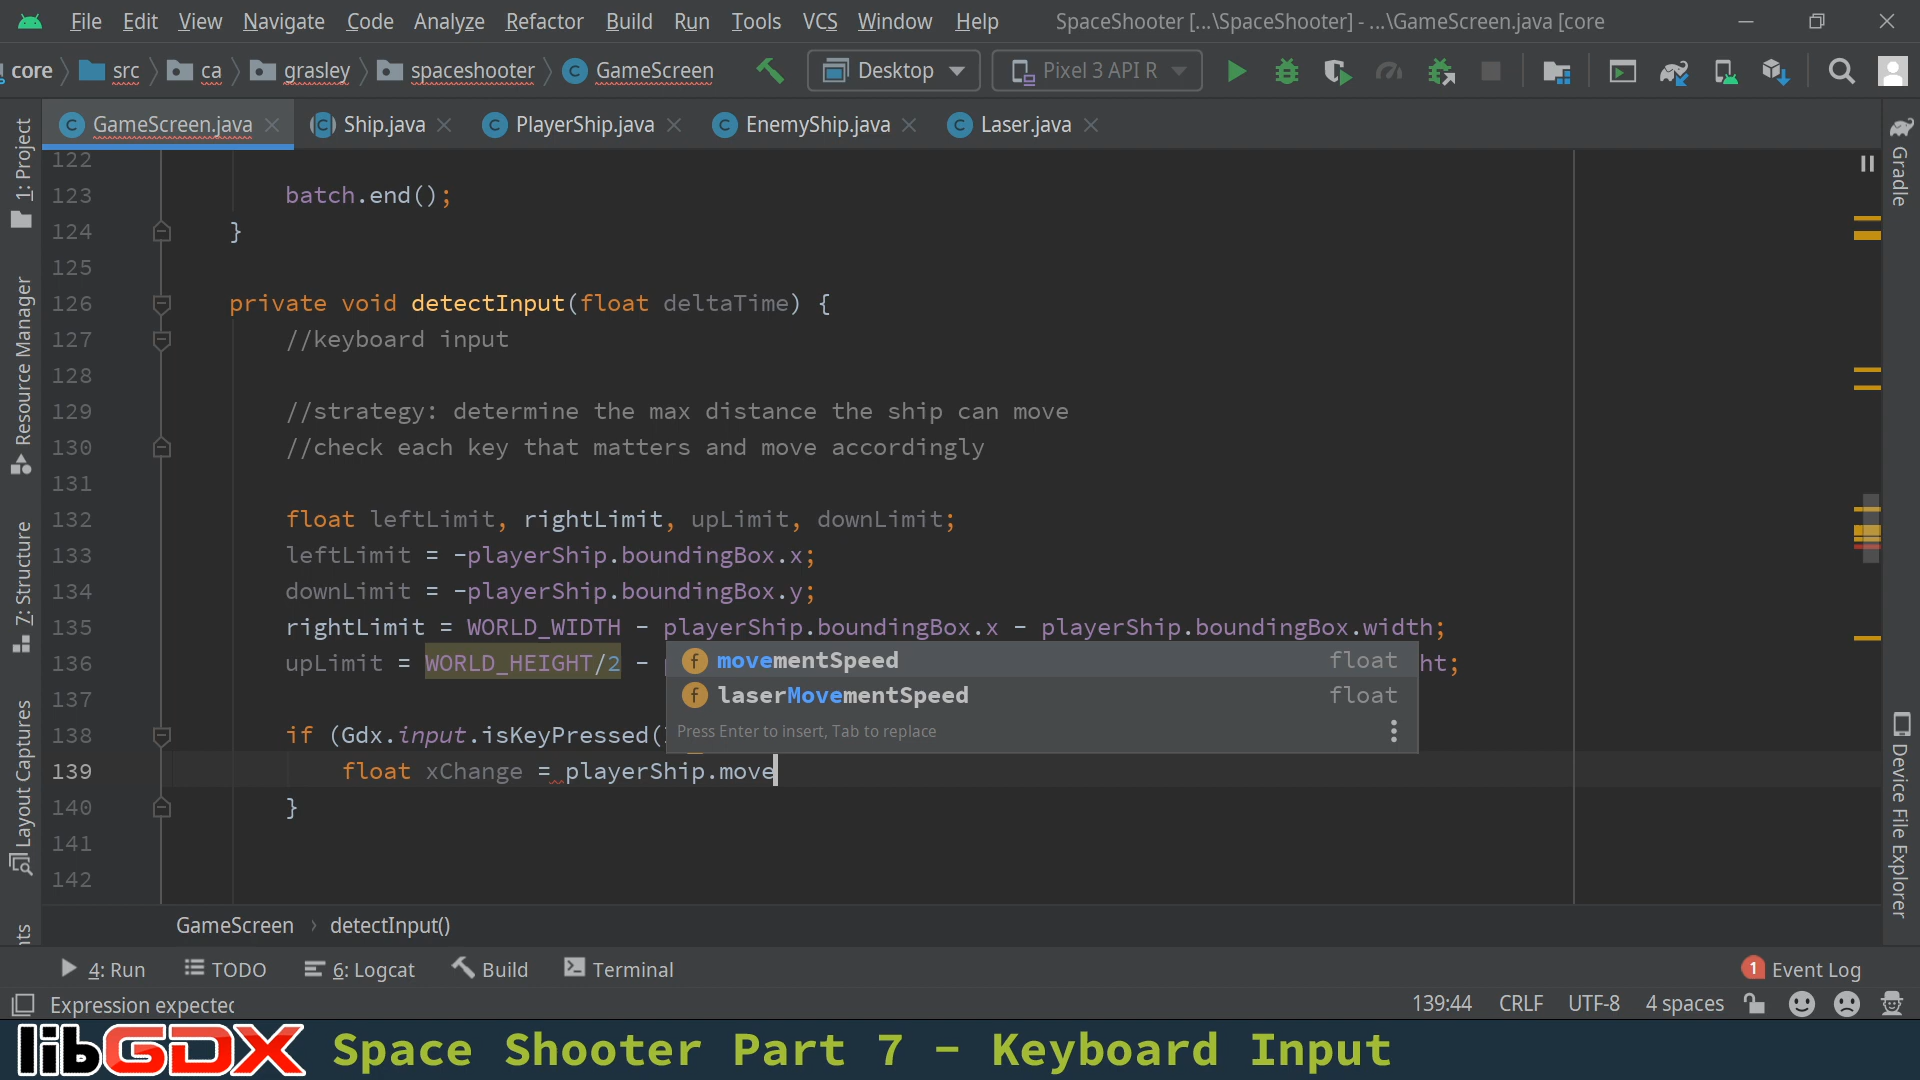 File Edit View Navigate Code Analyze Refactor Build Run Tools VCS Window Help SpaceShooter [...\SpaceShooter] - ...\GameScreen.java [core
core src ca grasley spaceshooter GameScreen Desktop Pixel 3 API R
GameScreen.java Ship.java PlayerShip.java EnemyShip.java Laser.java
1: Project
Resource Manager
Z: Structure
Layout Captures
nts
Gradle
Device File Explorer
122
123 batch.end();
124 }
125
126 private void detectInput(float deltaTime) {
127 //keyboard input
128
129 //strategy: determine the max distance the ship can move
130 //check each key that matters and move accordingly
131
132 float leftLimit, rightLimit, upLimit, downLimit;
133 leftLimit = -playerShip.boundingBox.x;
134 downLimit = -playerShip.boundingBox.y;
135 rightLimit = WORLD_WIDTH - playerShip.boundingBox.x - playerShip.boundingBox.width;
136 upLimit = WORLD_HEIGHT/2 - ht;
movementSpeed float
laserMovementSpeed float
Press Enter to insert, Tab to replace
137
138 if (Gdx.input.isKeyPressed(
139 float xChange = playerShip.move
140 }
141
142
GameScreen › detectInput()
4: Run TODO 6: Logcat Build Terminal 1 Event Log
Expression expected 139:44 CRLF UTF-8 4 spaces
libGDX Space Shooter Part 7 - Keyboard Input